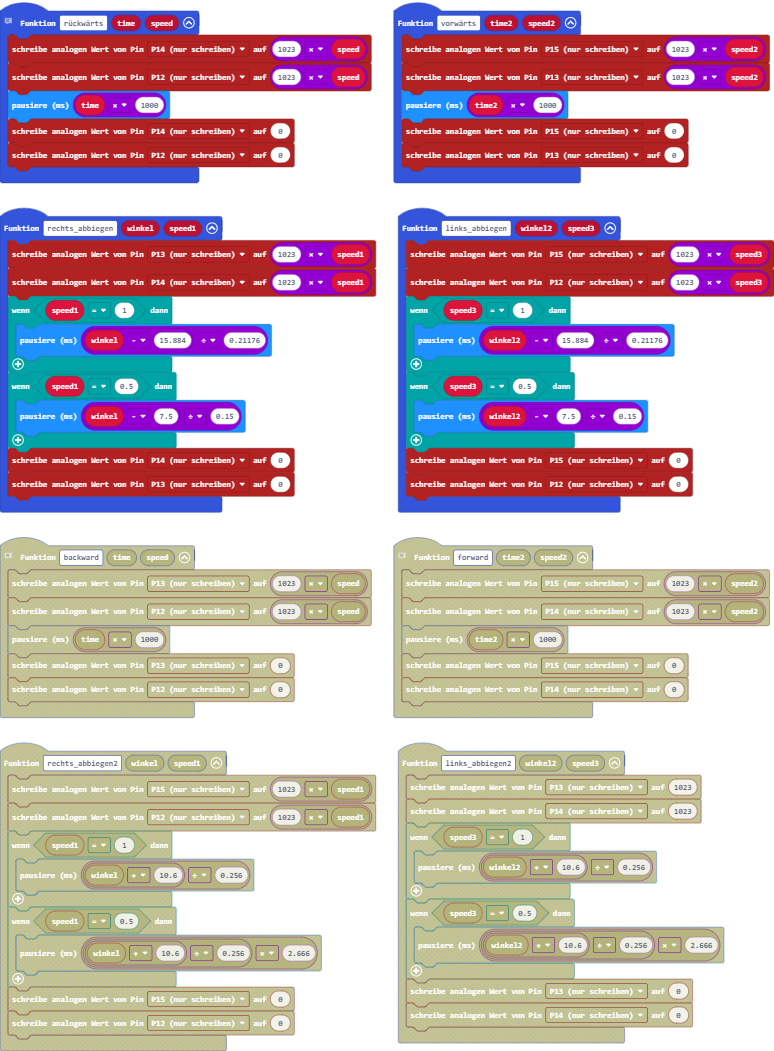 Funktion rückwärts time speed
schreibe analogen Wert von Pin P14 (nur schreiben) auf 1023 × speed
schreibe analogen Wert von Pin P12 (nur schreiben) auf 1023 × speed
pausiere (ms) time × 1000
schreibe analogen Wert von Pin P14 (nur schreiben) auf 0
schreibe analogen Wert von Pin P12 (nur schreiben) auf 0
Funktion vorwärts time2 speed2
schreibe analogen Wert von Pin P15 (nur schreiben) auf 1023 × speed2
schreibe analogen Wert von Pin P13 (nur schreiben) auf 1023 × speed2
pausiere (ms) time2 × 1000
schreibe analogen Wert von Pin P15 (nur schreiben) auf 0
schreibe analogen Wert von Pin P13 (nur schreiben) auf 0
Funktion rechts_abbiegen winkel speed1
schreibe analogen Wert von Pin P13 (nur schreiben) auf 1023 × speed1
schreibe analogen Wert von Pin P14 (nur schreiben) auf 1023 × speed1
wenn speed1 = 1 dann
pausiere (ms) winkel - 15.884 ÷ 0.21176
wenn speed1 = 0.5 dann
pausiere (ms) winkel - 7.5 ÷ 0.15
schreibe analogen Wert von Pin P14 (nur schreiben) auf 0
schreibe analogen Wert von Pin P13 (nur schreiben) auf 0
Funktion links_abbiegen winkel2 speed3
schreibe analogen Wert von Pin P15 (nur schreiben) auf 1023 × speed3
schreibe analogen Wert von Pin P12 (nur schreiben) auf 1023 × speed3
wenn speed3 = 1 dann
pausiere (ms) winkel2 - 15.884 ÷ 0.21176
wenn speed3 = 0.5 dann
pausiere (ms) winkel2 - 7.5 ÷ 0.15
schreibe analogen Wert von Pin P15 (nur schreiben) auf 0
schreibe analogen Wert von Pin P12 (nur schreiben) auf 0
Funktion backward time speed
schreibe analogen Wert von Pin P13 (nur schreiben) auf 1023 × speed
schreibe analogen Wert von Pin P12 (nur schreiben) auf 1023 × speed
pausiere (ms) time × 1000
schreibe analogen Wert von Pin P13 (nur schreiben) auf 0
schreibe analogen Wert von Pin P12 (nur schreiben) auf 0
Funktion forward time2 speed2
schreibe analogen Wert von Pin P15 (nur schreiben) auf 1023 × speed2
schreibe analogen Wert von Pin P14 (nur schreiben) auf 1023 × speed2
pausiere (ms) time2 × 1000
schreibe analogen Wert von Pin P15 (nur schreiben) auf 0
schreibe analogen Wert von Pin P14 (nur schreiben) auf 0
Funktion rechts_abbiegen2 winkel speed1
schreibe analogen Wert von Pin P15 (nur schreiben) auf 1023 × speed1
schreibe analogen Wert von Pin P12 (nur schreiben) auf 1023 × speed1
wenn speed1 = 1 dann
pausiere (ms) winkel + 10.6 ÷ 0.256
wenn speed1 = 0.5 dann
pausiere (ms) winkel + 10.6 ÷ 0.256 × 2.666
schreibe analogen Wert von Pin P15 (nur schreiben) auf 0
schreibe analogen Wert von Pin P12 (nur schreiben) auf 0
Funktion links_abbiegen2 winkel2 speed3
schreibe analogen Wert von Pin P13 (nur schreiben) auf 1023
schreibe analogen Wert von Pin P14 (nur schreiben) auf 1023
wenn speed3 = 1 dann
pausiere (ms) winkel2 + 10.6 ÷ 0.256
wenn speed3 = 0.5 dann
pausiere (ms) winkel2 + 10.6 ÷ 0.256 × 2.666
schreibe analogen Wert von Pin P13 (nur schreiben) auf 0
schreibe analogen Wert von Pin P14 (nur schreiben) auf 0